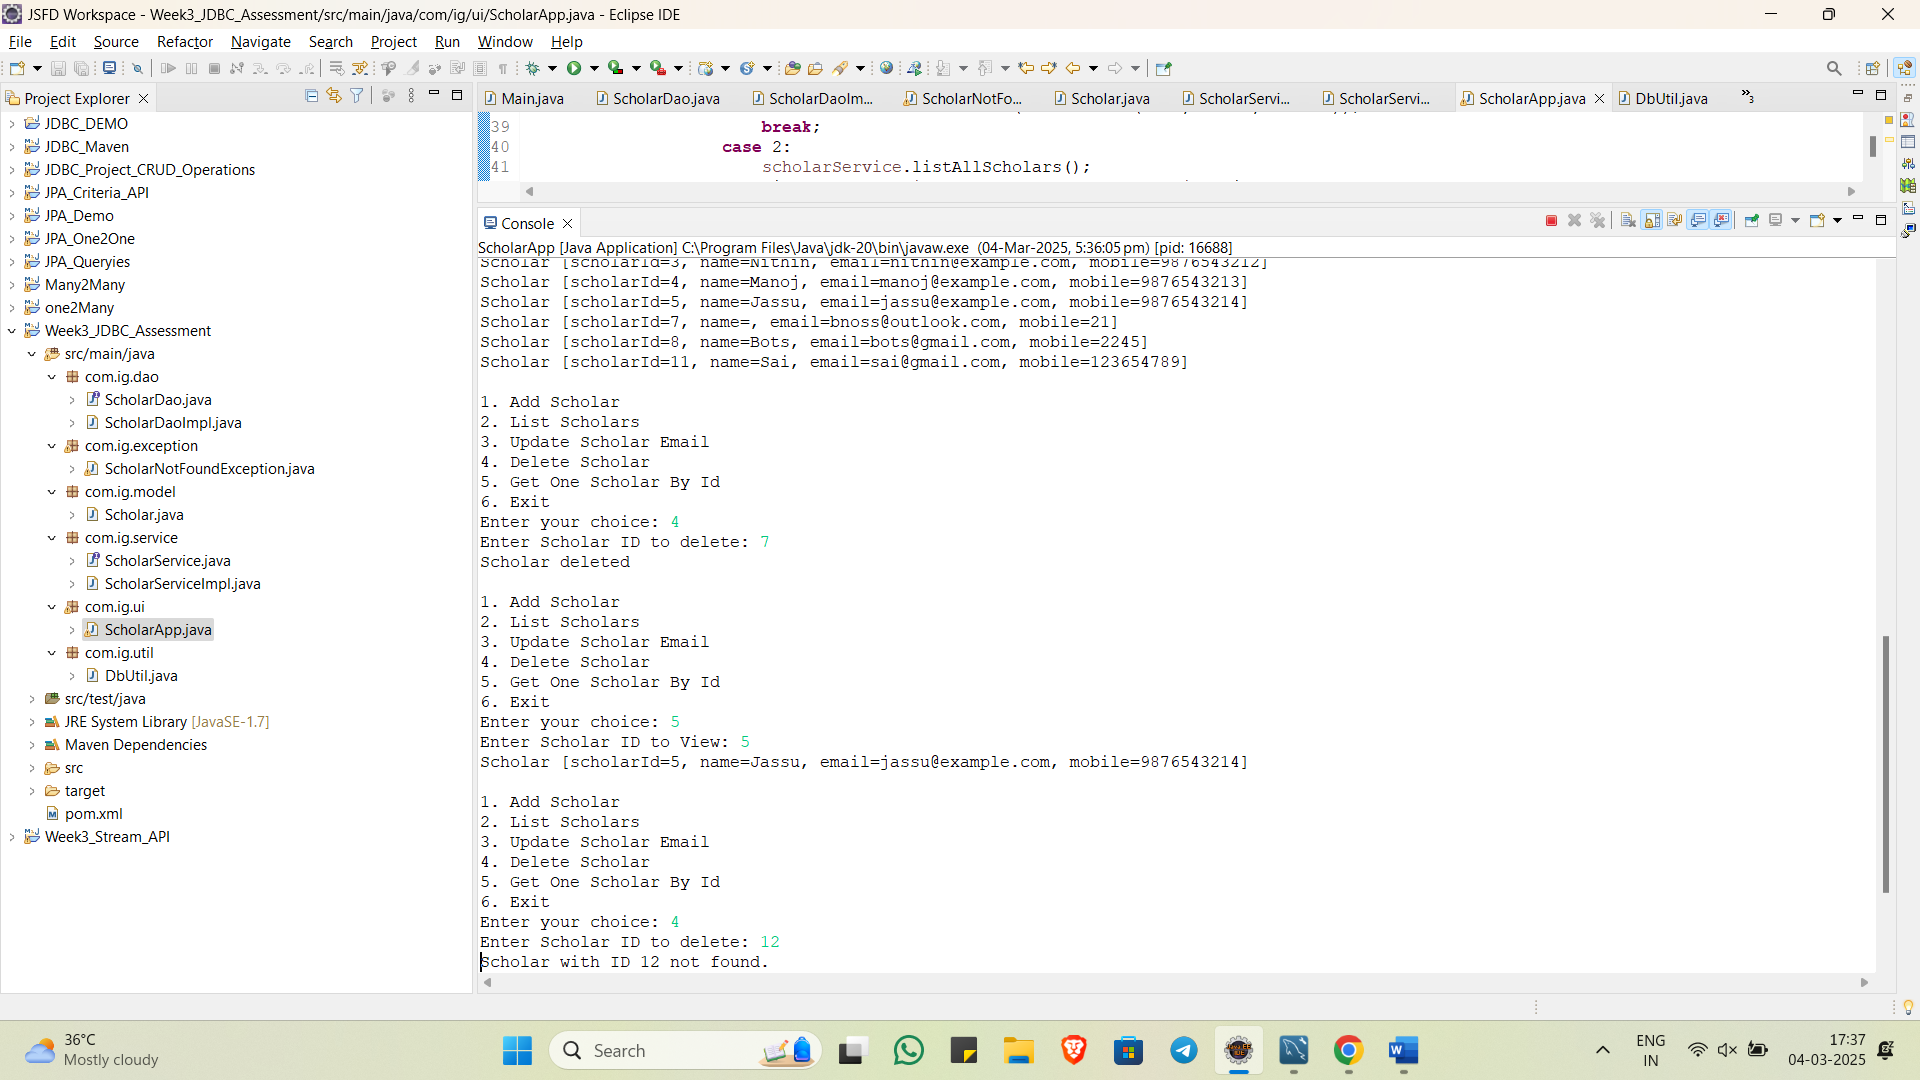 JSFD Workspace - Week3_JDBC_Assessment/src/main/java/com/ig/ui/ScholarApp.java - Eclipse IDE
File Edit Source Refactor Navigate Search Project Run Window Help
Project Explorer
JDBC_DEMO
JDBC_Maven
JDBC_Project_CRUD_Operations
JPA_Criteria_API
JPA_Demo
JPA_One2One
JPA_Queryies
Many2Many
one2Many
Week3_JDBC_Assessment
src/main/java
com.ig.dao
ScholarDao.java
ScholarDaoImpl.java
com.ig.exception
ScholarNotFoundException.java
com.ig.model
Scholar.java
com.ig.service
ScholarService.java
ScholarServiceImpl.java
com.ig.ui
ScholarApp.java
com.ig.util
DbUtil.java
src/test/java
JRE System Library [JavaSE-1.7]
Maven Dependencies
src
target
pom.xml
Week3_Stream_API
Main.java ScholarDao.java ScholarDaoIm... ScholarNotFo... Scholar.java ScholarServi... ScholarServi... ScholarApp.java DbUtil.java »3
39 break;
40 case 2:
41 scholarService.listAllScholars();
Console
ScholarApp [Java Application] C:\Program Files\Java\jdk-20\bin\javaw.exe (04-Mar-2025, 5:36:05 pm) [pid: 16688]
Scholar [scholarId=3, name=Nithin, email=nithin@example.com, mobile=9876543212]
Scholar [scholarId=4, name=Manoj, email=manoj@example.com, mobile=9876543213]
Scholar [scholarId=5, name=Jassu, email=jassu@example.com, mobile=9876543214]
Scholar [scholarId=7, name=, email=bnoss@outlook.com, mobile=21]
Scholar [scholarId=8, name=Bots, email=bots@gmail.com, mobile=2245]
Scholar [scholarId=11, name=Sai, email=sai@gmail.com, mobile=123654789]
1. Add Scholar
2. List Scholars
3. Update Scholar Email
4. Delete Scholar
5. Get One Scholar By Id
6. Exit
Enter your choice: 4
Enter Scholar ID to delete: 7
Scholar deleted
1. Add Scholar
2. List Scholars
3. Update Scholar Email
4. Delete Scholar
5. Get One Scholar By Id
6. Exit
Enter your choice: 5
Enter Scholar ID to View: 5
Scholar [scholarId=5, name=Jassu, email=jassu@example.com, mobile=9876543214]
1. Add Scholar
2. List Scholars
3. Update Scholar Email
4. Delete Scholar
5. Get One Scholar By Id
6. Exit
Enter your choice: 4
Enter Scholar ID to delete: 12
Scholar with ID 12 not found.
36°C
Mostly cloudy
Search
ENG
IN
17:37
04-03-2025